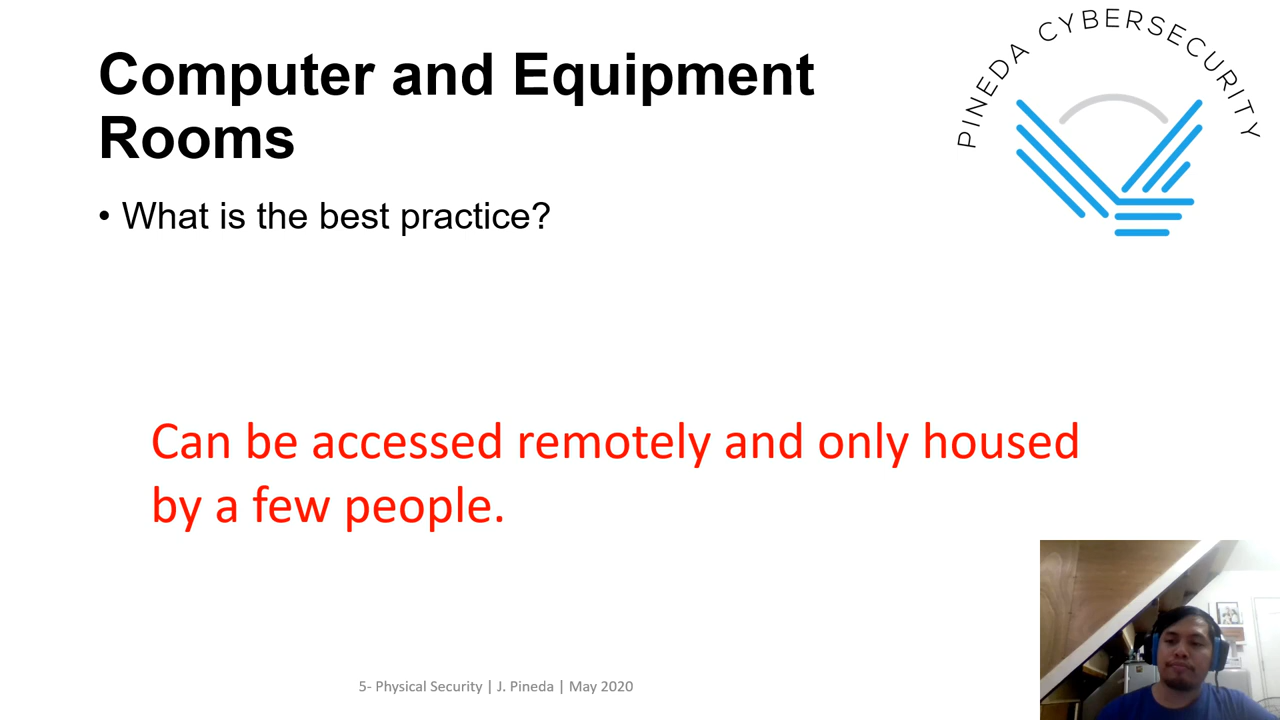 PINEDA CYBERSECURITY
Computer and Equipment
Rooms
• What is the best practice?
Can be accessed remotely and only housed
by a few people.
5- Physical Security | J. Pineda | May 2020